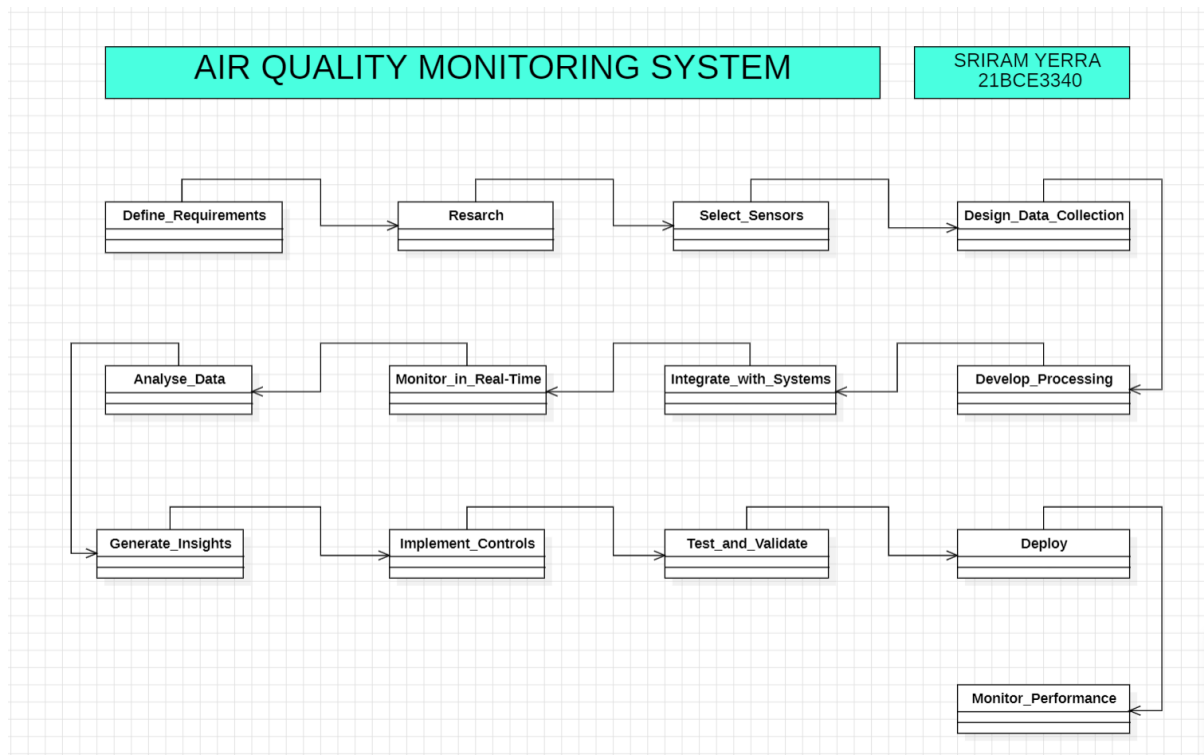 AIR QUALITY MONITORING SYSTEM
SRIRAM YERRA
21BCE3340
Define_Requirements
Resarch
Select_Sensors
Design_Data_Collection
Analyse_Data
Monitor_in_Real-Time
Integrate_with_Systems
Develop_Processing
Generate_Insights
Implement_Controls
Test_and_Validate
Deploy
Monitor_Performance